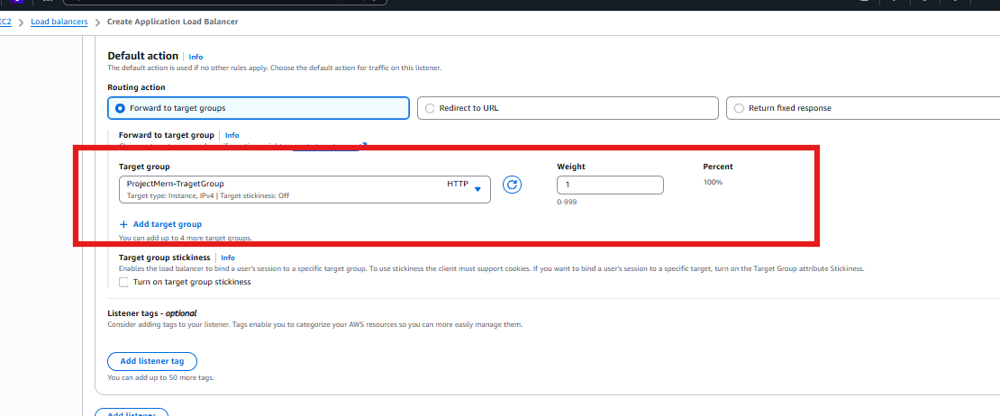 EC2 > Load balancers > Create Application Load Balancer
Default action | Info
The default action is used if no other rules apply. Choose the default action for traffic on this listener.
Routing action
Forward to target groups
Redirect to URL
Return fixed response
Forward to target group | Info
Target group
Weight
Percent
ProjectMern-TragetGroup
HTTP
Target type: Instance, IPv4 | Target stickiness: Off
1
100%
0-999
+ Add target group
You can add up to 4 more target groups.
Target group stickiness | Info
Enables the load balancer to bind a user's session to a specific target group. To use stickiness the client must support cookies. If you want to bind a user's session to a specific target, turn on the Target Group attribute Stickiness.
Turn on target group stickiness
Listener tags - optional
Consider adding tags to your listener. Tags enable you to categorize your AWS resources so you can more easily manage them.
Add listener tag
You can add up to 50 more tags.
Add listener